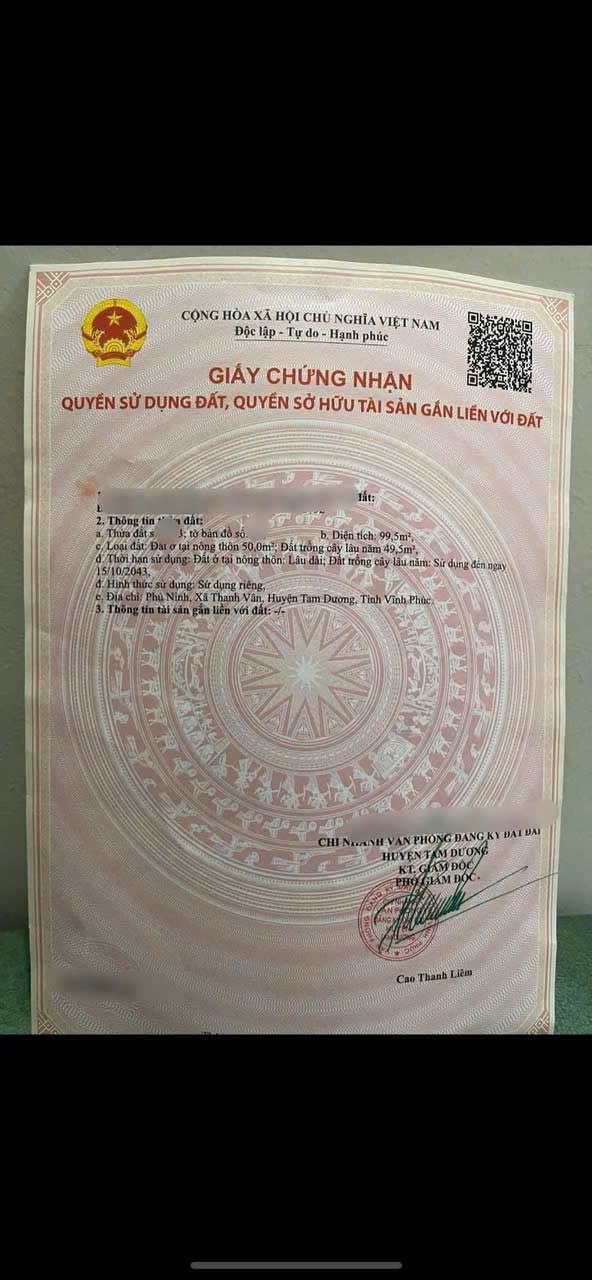 CỘNG HÒA XÃ HỘI CHỦ NGHĨA VIỆT NAM
Độc lập - Tự do - Hạnh phúc
GIẤY CHỨNG NHẬN
QUYỀN SỬ DỤNG ĐẤT, QUYỀN SỞ HỮU TÀI SẢN GẮN LIỀN VỚI ĐẤT
đất:
2. Thông tin thửa đất:
a. Thửa đất s 3; tờ bản đồ số. b. Diện tích: 99,5m²,
c. Loại đất: Đất ở tại nông thôn 50,0m²; Đất trồng cây lâu năm 49,5m²,
d. Thời hạn sử dụng: Đất ở tại nông thôn: Lâu dài; Đất trồng cây lâu năm: Sử dụng đến ngày
15/10/2043,
đ. Hình thức sử dụng: Sử dụng riêng,
e. Địa chỉ: Phú Ninh, Xã Thanh Vân, Huyện Tam Dương, Tỉnh Vĩnh Phúc.
3. Thông tin tài sản gắn liền với đất: -/-
CHI NHÁNH VĂN PHÒNG ĐĂNG KÝ ĐẤT ĐAI
HUYỆN TAM DƯƠNG
KT. GIÁM ĐỐC
PHÓ GIÁM ĐỐC
Cao Thanh Liêm